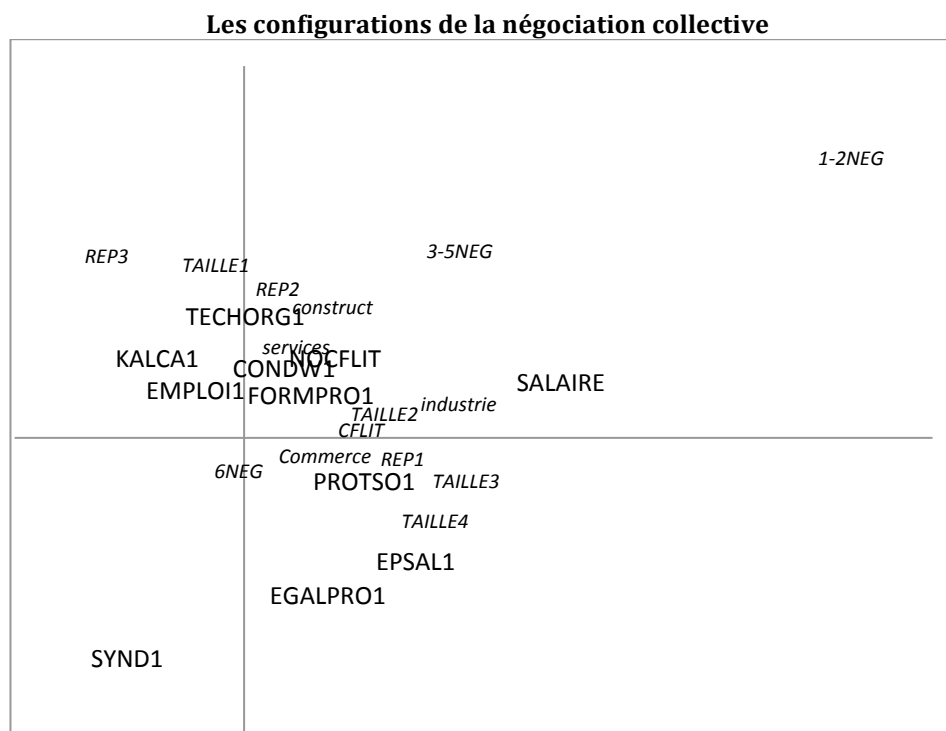 Les configurations de la négociation collective
1-2NEG
3-5NEG
REP3
TAILLE1
REP2
construct
TECHORG1
services
KALCA1
NOCFLIT
CONDW1
SALAIRE
EMPLOI1
FORMPRO1
industrie
TAILLE2
CFLIT
Commerce
REP1
6NEG
PROTSO1
TAILLE3
TAILLE4
EPSAL1
EGALPRO1
SYND1